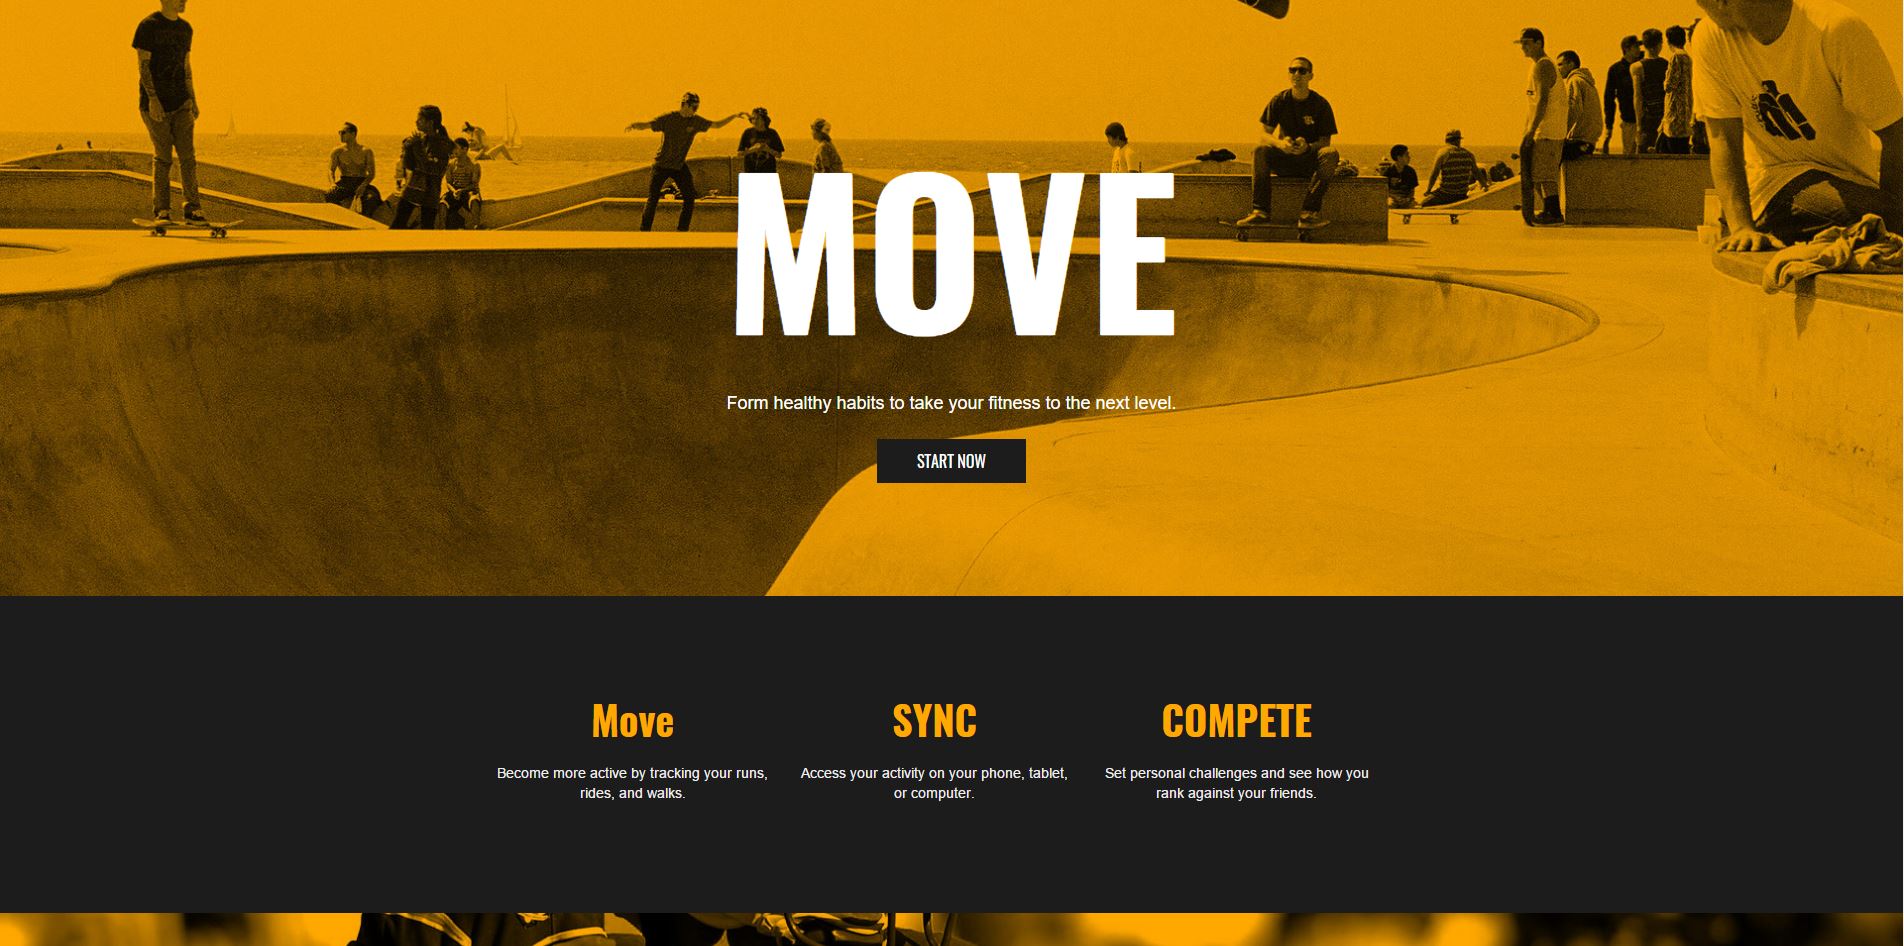 MOVE
Form healthy habits to take your fitness to the next level.
START NOW
Move
Become more active by tracking your runs,
rides, and walks.
SYNC
Access your activity on your phone, tablet,
or computer.
COMPETE
Set personal challenges and see how you
rank against your friends.